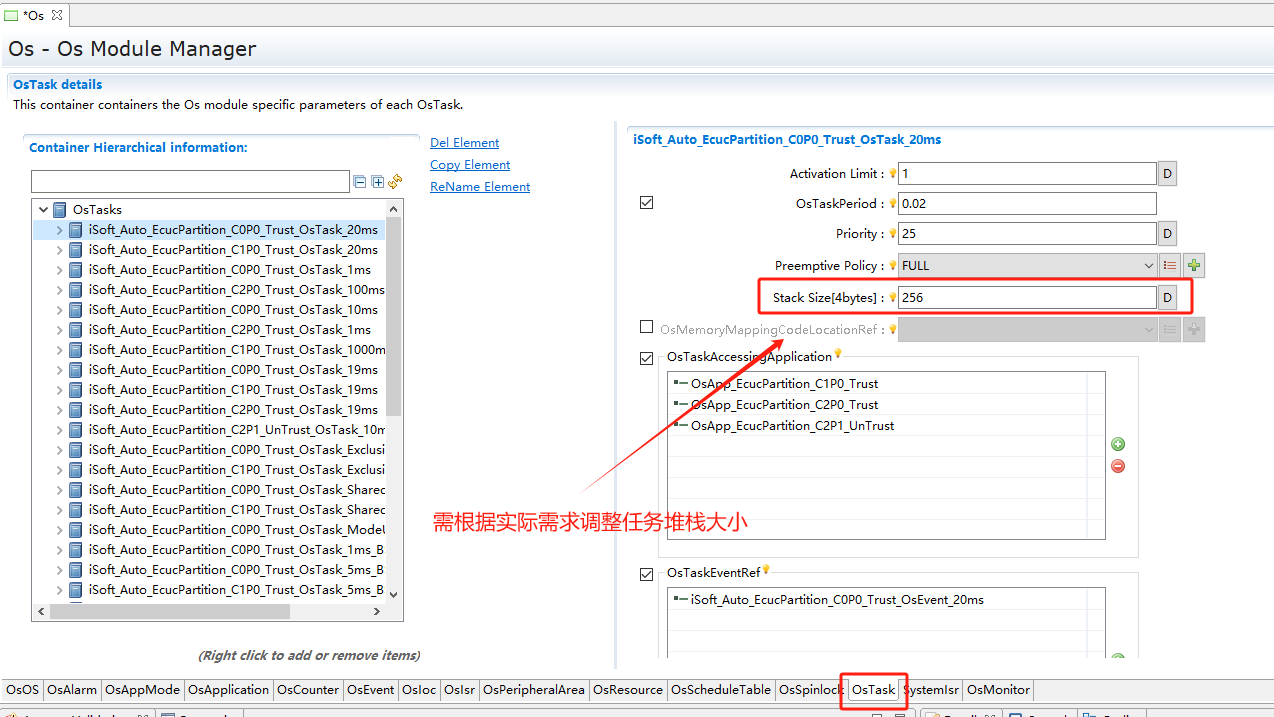 *Os
Os - Os Module Manager
OsTask details
This container containers the Os module specific parameters of each OsTask.
Container Hierarchical information:
Del Element
Copy Element
ReName Element
OsTasks
iSoft_Auto_EcucPartition_C0P0_Trust_OsTask_20ms
iSoft_Auto_EcucPartition_C1P0_Trust_OsTask_20ms
iSoft_Auto_EcucPartition_C0P0_Trust_OsTask_1ms
iSoft_Auto_EcucPartition_C2P0_Trust_OsTask_100ms
iSoft_Auto_EcucPartition_C0P0_Trust_OsTask_10ms
iSoft_Auto_EcucPartition_C2P0_Trust_OsTask_1ms
iSoft_Auto_EcucPartition_C1P0_Trust_OsTask_1000m
iSoft_Auto_EcucPartition_C0P0_Trust_OsTask_19ms
iSoft_Auto_EcucPartition_C1P0_Trust_OsTask_19ms
iSoft_Auto_EcucPartition_C2P0_Trust_OsTask_19ms
iSoft_Auto_EcucPartition_C2P1_UnTrust_OsTask_10m
iSoft_Auto_EcucPartition_C0P0_Trust_OsTask_Exclusi
iSoft_Auto_EcucPartition_C1P0_Trust_OsTask_Exclusi
iSoft_Auto_EcucPartition_C0P0_Trust_OsTask_Shared
iSoft_Auto_EcucPartition_C1P0_Trust_OsTask_Shared
iSoft_Auto_EcucPartition_C0P0_Trust_OsTask_ModeU
iSoft_Auto_EcucPartition_C0P0_Trust_OsTask_1ms_B
iSoft_Auto_EcucPartition_C0P0_Trust_OsTask_5ms_B
iSoft_Auto_EcucPartition_C1P0_Trust_OsTask_5ms_B
(Right click to add or remove items)
iSoft_Auto_EcucPartition_C0P0_Trust_OsTask_20ms
Activation Limit : 1 D
OsTaskPeriod : 0.02
Priority : 25 D
Preemptive Policy : FULL
Stack Size[4bytes] : 256 D
OsMemoryMappingCodeLocationRef :
OsTaskAccessingApplication
OsApp_EcucPartition_C1P0_Trust
OsApp_EcucPartition_C2P0_Trust
OsApp_EcucPartition_C2P1_UnTrust
需根据实际需求调整任务堆栈大小
OsTaskEventRef
iSoft_Auto_EcucPartition_C0P0_Trust_OsEvent_20ms
OsOS OsAlarm OsAppMode OsApplication OsCounter OsEvent OsIoc OsIsr OsPeripheralArea OsResource OsScheduleTable OsSpinlock OsTask SystemIsr OsMonitor